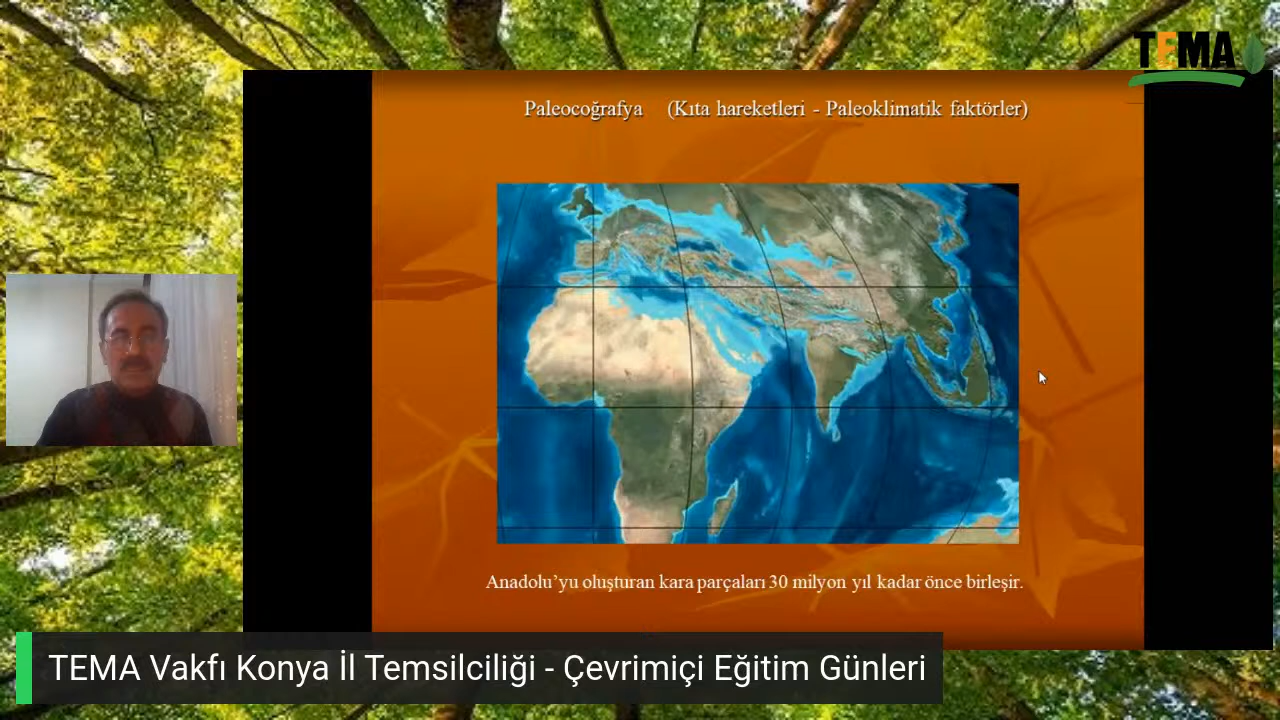 TEMA
Paleocoğrafya (Kıta hareketleri - Paleoklimatik faktörler)
Anadolu'yu oluşturan kara parçaları 30 milyon yıl kadar önce birleşir.
TEMA Vakfı Konya İl Temsilciliği - Çevrimiçi Eğitim Günleri